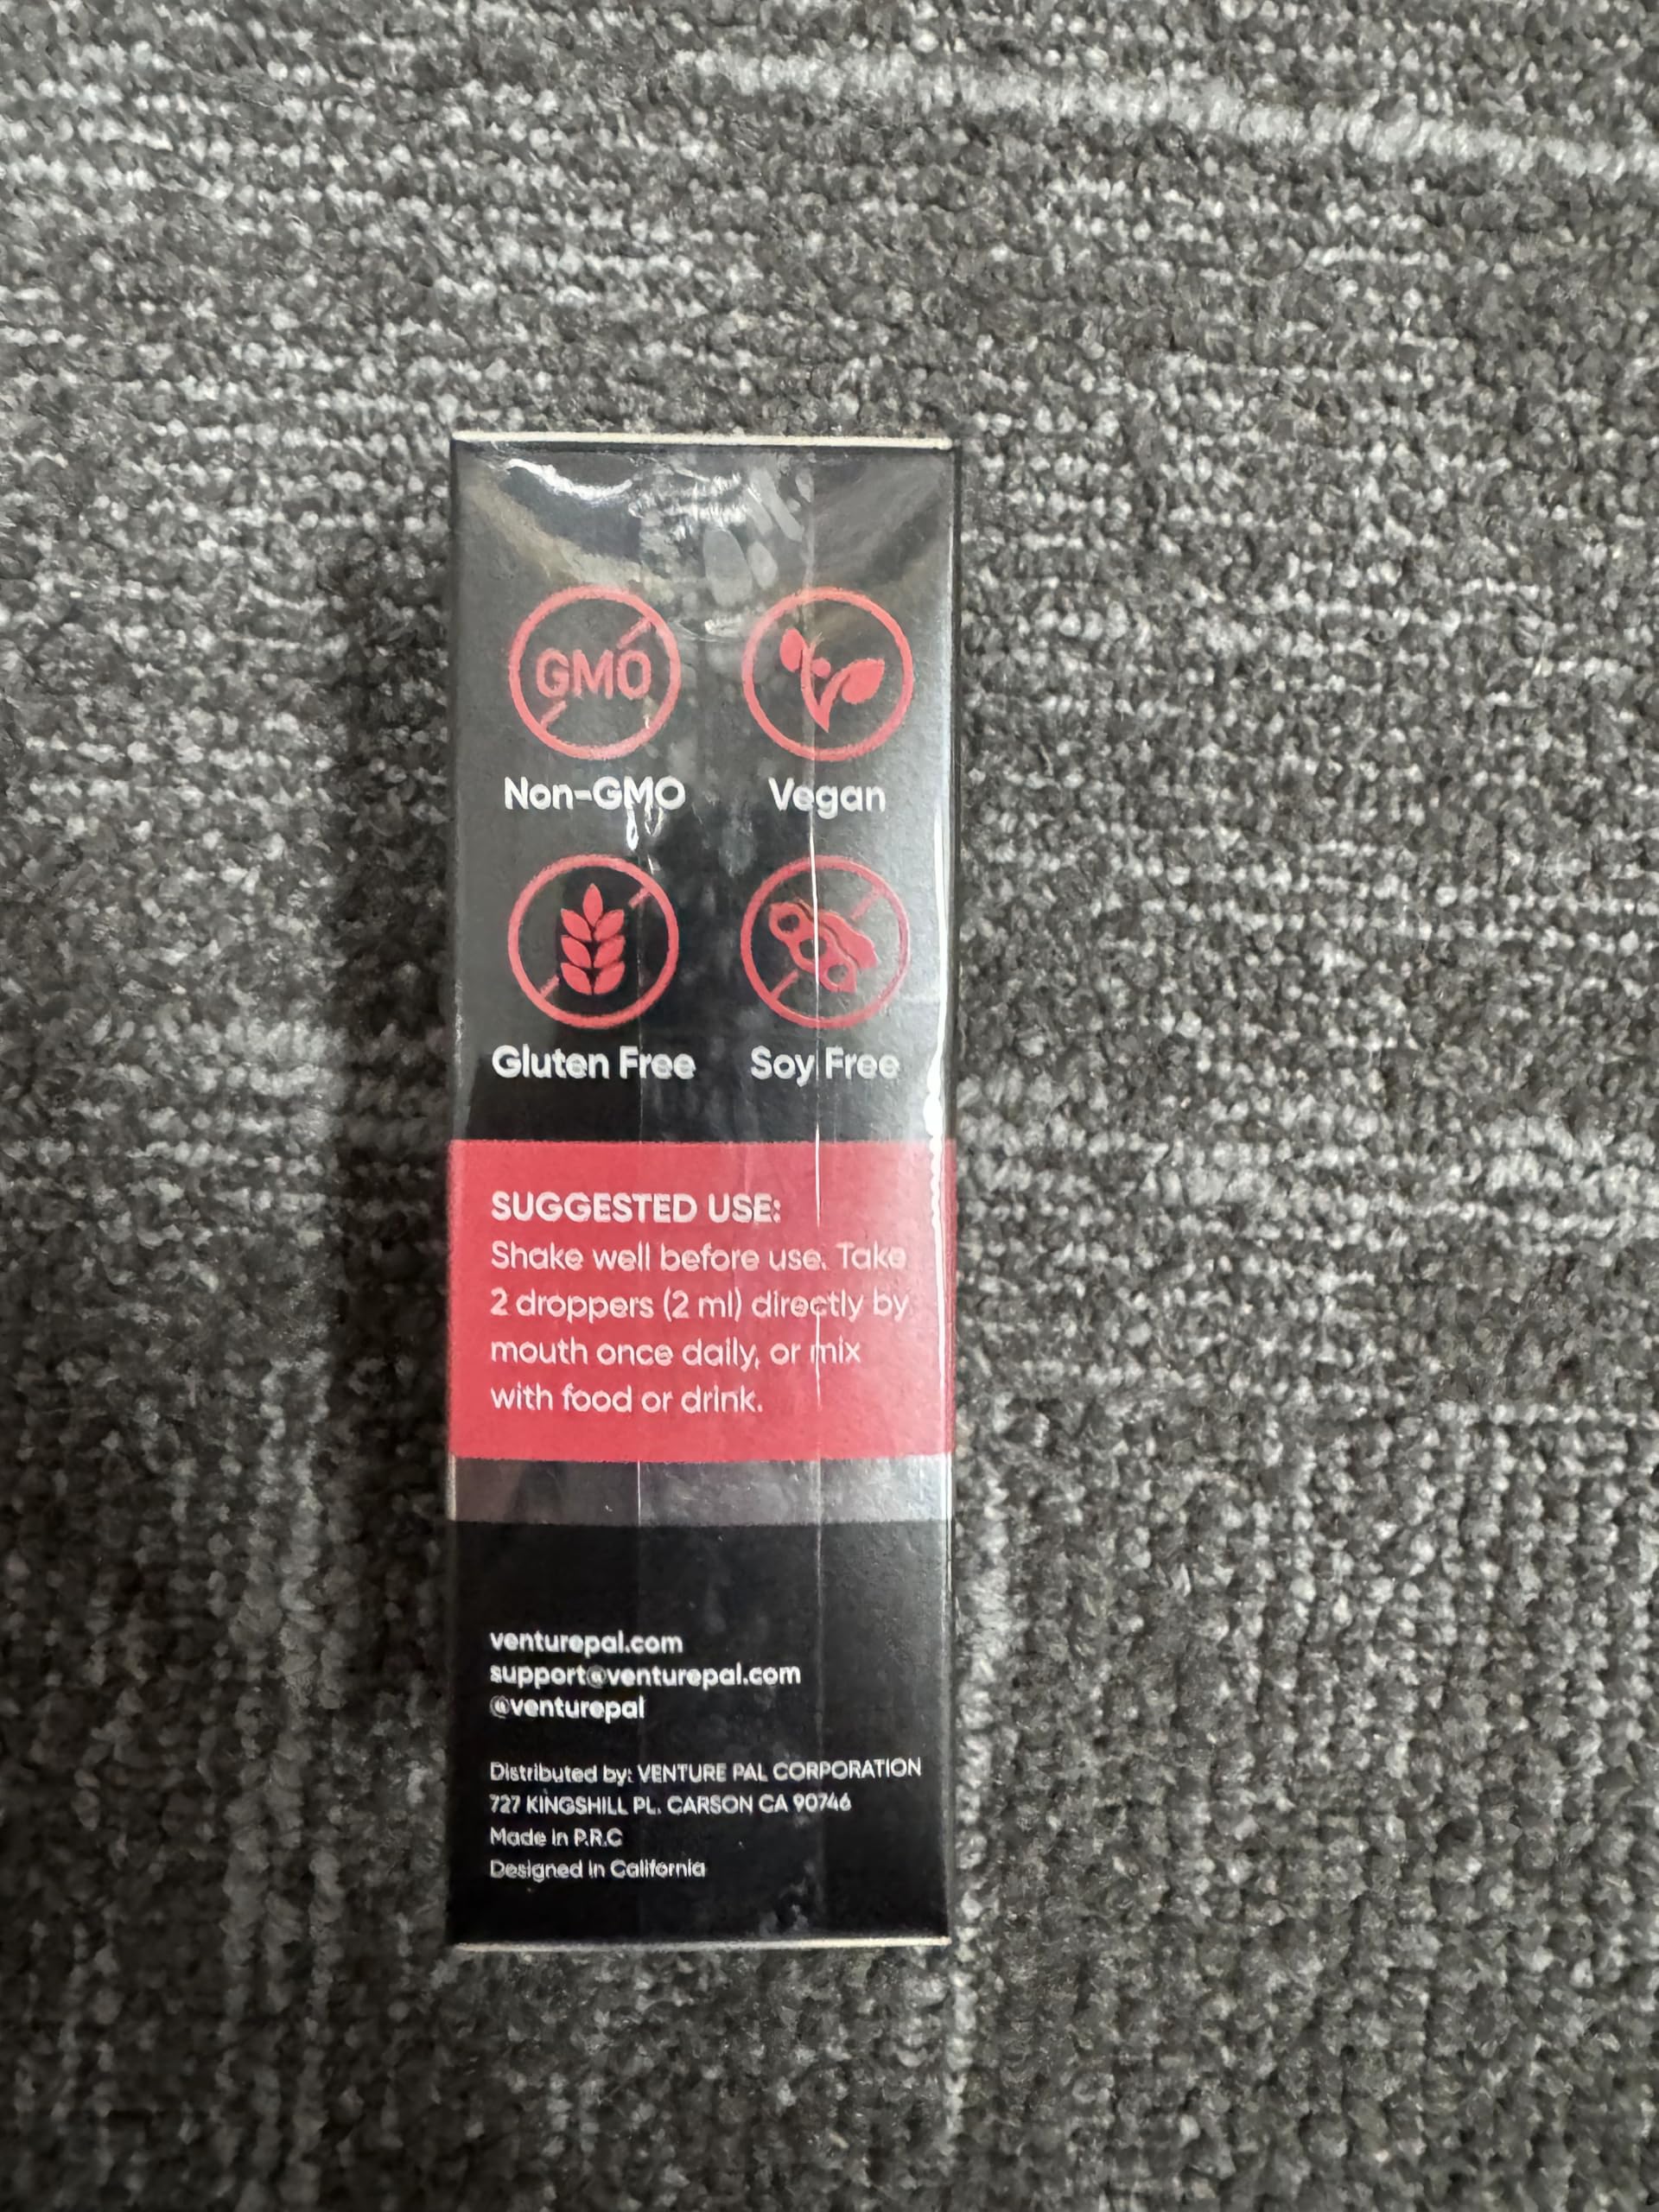 GMO
Non-GMO
Vegan
Gluten Free
Soy Free
SUGGESTED USE:
Shake well before use. Take
2 droppers (2 ml) directly by
mouth once daily, or mix
with food or drink.
venturepal.com
support@venturepal.com
@venturepal
Distributed by: VENTURE PAL CORPORATION
727 KINGSHILL PL. CARSON CA 90746
Made in P.R.C
Designed in California